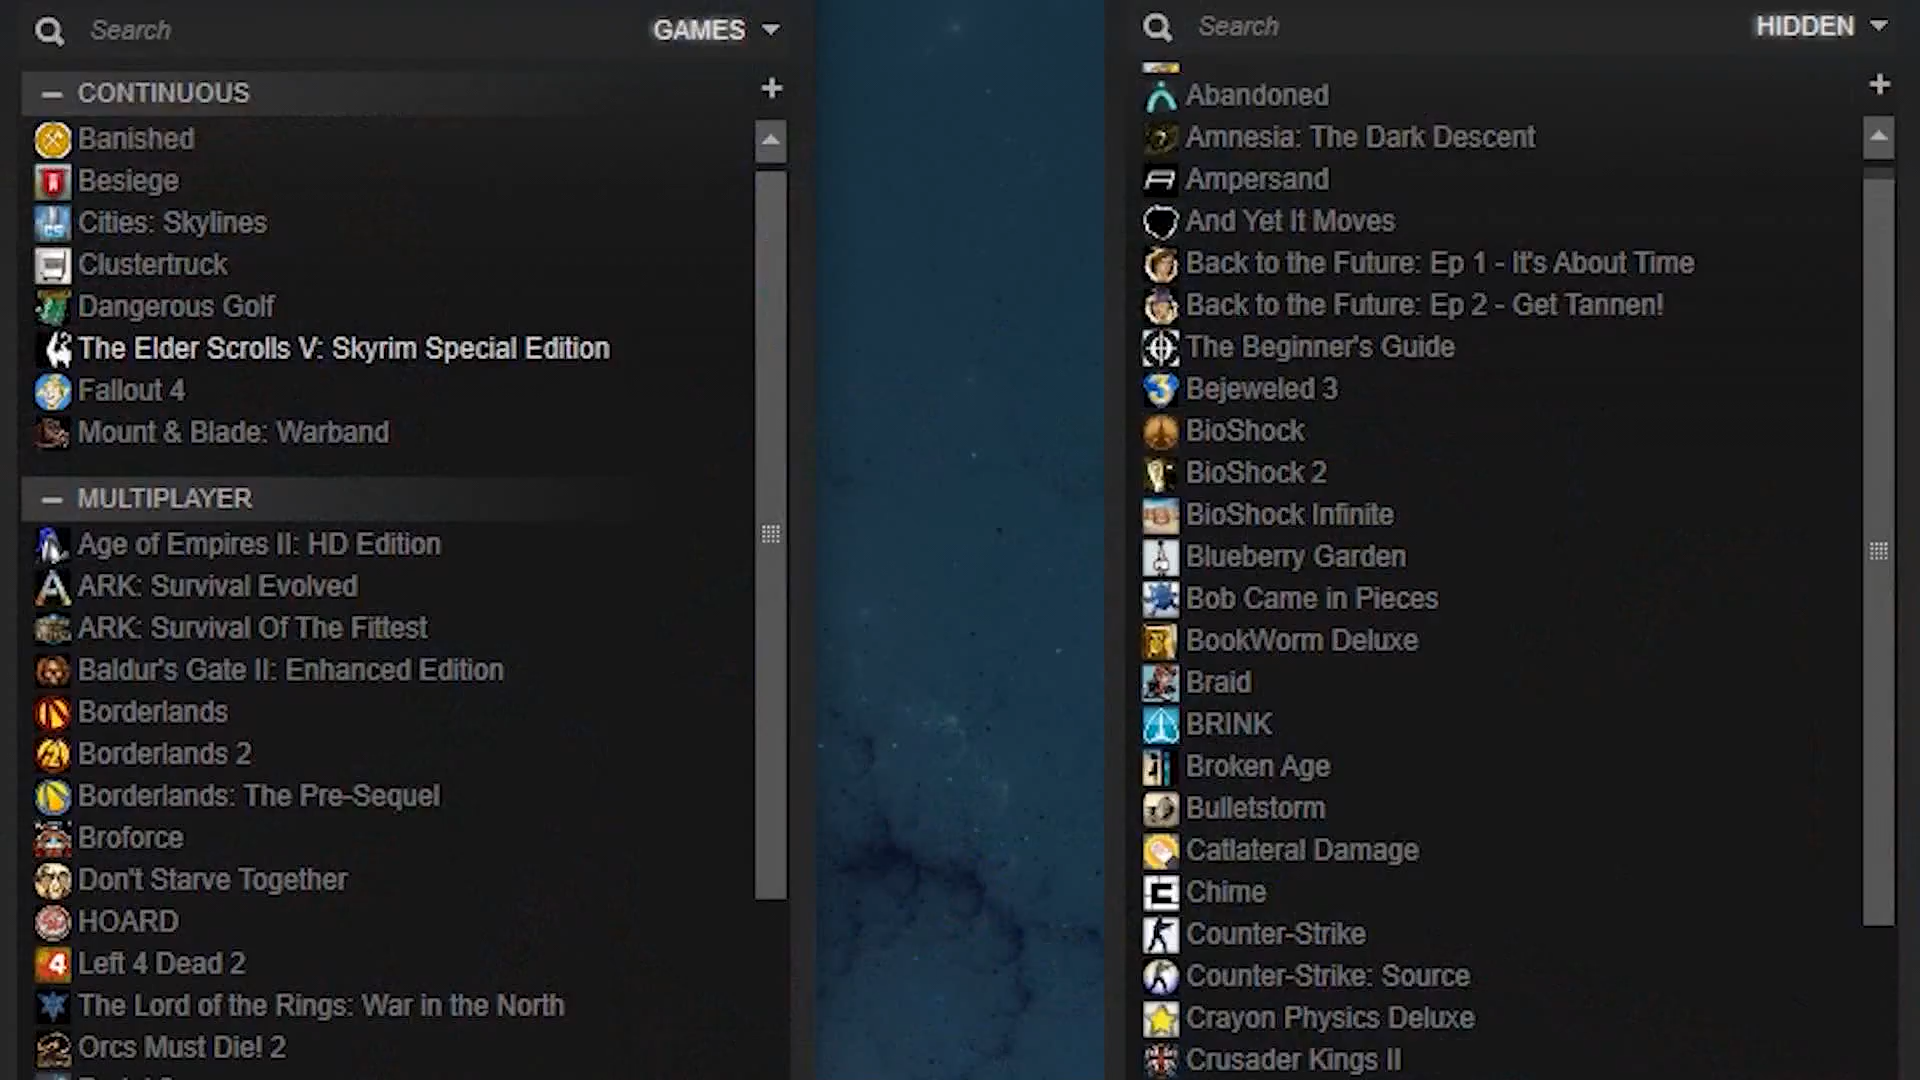 Search
GAMES
CONTINUOUS
Banished
Besiege
Cities: Skylines
Clustertruck
Dangerous Golf
The Elder Scrolls V: Skyrim Special Edition
Fallout 4
Mount & Blade: Warband
MULTIPLAYER
Age of Empires II: HD Edition
ARK: Survival Evolved
ARK: Survival Of The Fittest
Baldur's Gate II: Enhanced Edition
Borderlands
Borderlands 2
Borderlands: The Pre-Sequel
Broforce
Don't Starve Together
HOARD
Left 4 Dead 2
The Lord of the Rings: War in the North
Orcs Must Die! 2
Search
HIDDEN
Abandoned
Amnesia: The Dark Descent
Ampersand
And Yet It Moves
Back to the Future: Ep 1 - It's About Time
Back to the Future: Ep 2 - Get Tannen!
The Beginner's Guide
Bejeweled 3
BioShock
BioShock 2
BioShock Infinite
Blueberry Garden
Bob Came in Pieces
BookWorm Deluxe
Braid
BRINK
Broken Age
Bulletstorm
Catlateral Damage
Chime
Counter-Strike
Counter-Strike: Source
Crayon Physics Deluxe
Crusader Kings II